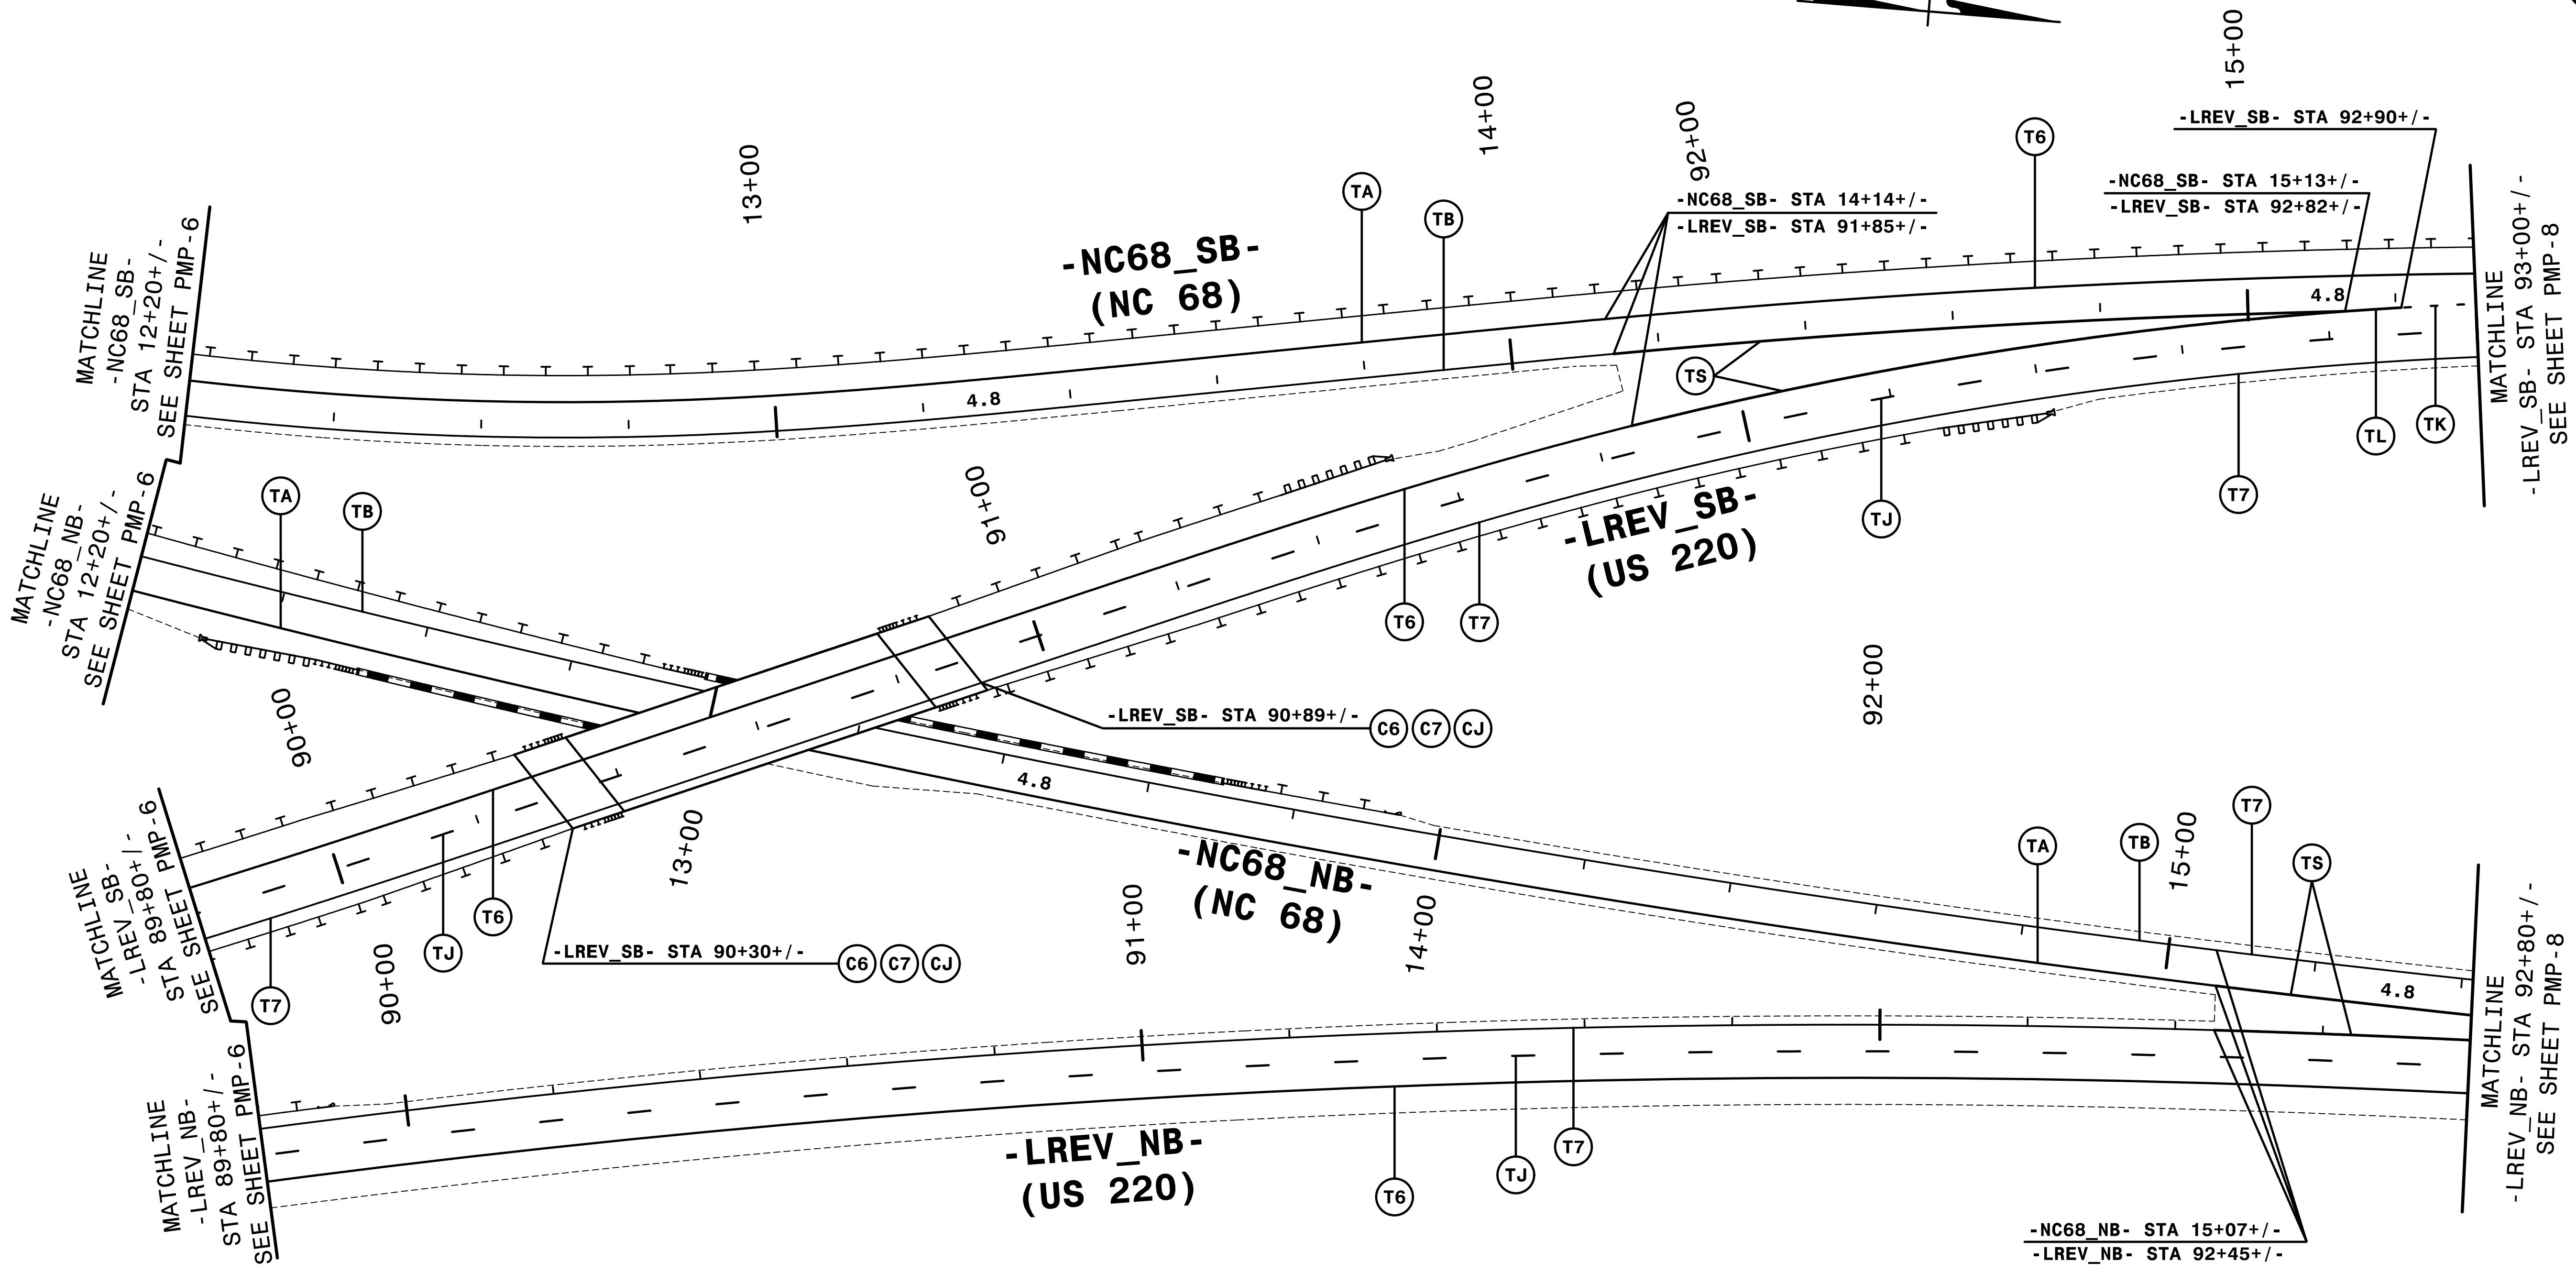 15+00
14+00
92+00
13+00
-LREV_SB- STA 92+90+/-
T6
-NC68_SB- STA 15+13+/-
-LREV_SB- STA 92+82+/-
TA
TB
-NC68_SB- STA 14+14+/-
-LREV_SB- STA 91+85+/-
-NC68_SB-
(NC 68)
MATCHLINE
-NC68_SB-
STA 12+20+/-
SEE SHEET PMP-6
4.8
4.8
MATCHLINE
-LREV_SB- STA 93+00+/-
SEE SHEET PMP-8
TS
TL
TK
T7
TJ
91+00
-LREV_SB-
(US 220)
T6
T7
MATCHLINE
-NC68_NB-
STA 12+20+/-
SEE SHEET PMP-6
TA
TB
90+00
-LREV_SB- STA 90+89+/-
C6
C7
CJ
92+00
4.8
13+00
MATCHLINE
-LREV_SB-
STA 89+80+/-
SEE SHEET PMP-6
T7
TJ
T6
-LREV_SB- STA 90+30+/-
C6
C7
CJ
90+00
91+00
-NC68_NB-
(NC 68)
14+00
TA
TB
15+00
T7
TS
4.8
MATCHLINE
-LREV_NB- STA 92+80+/-
SEE SHEET PMP-8
MATCHLINE
-LREV_NB-
STA 89+80+/-
SEE SHEET PMP-6
-LREV_NB-
(US 220)
T6
TJ
T7
-NC68_NB- STA 15+07+/-
-LREV_NB- STA 92+45+/-